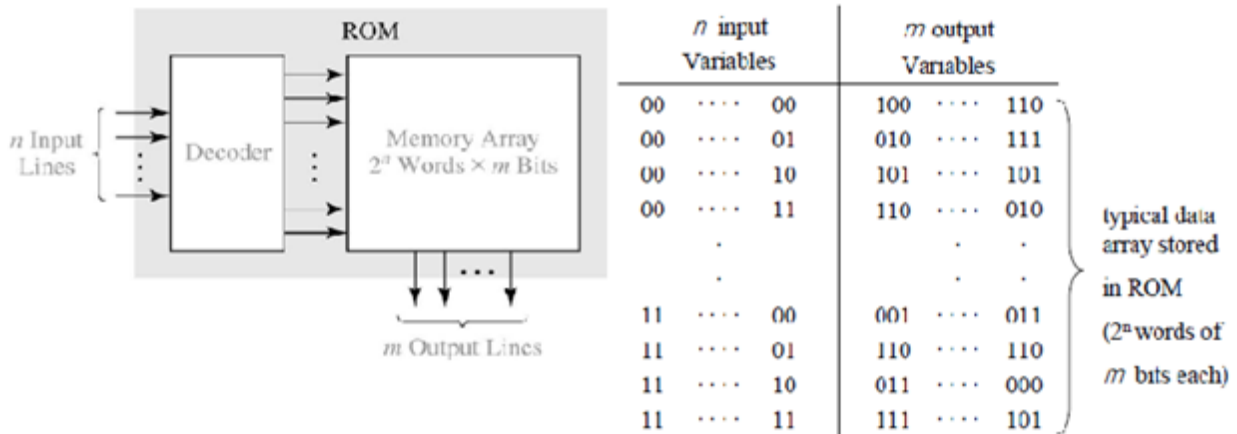 ROM
n Input
Lines
Decoder
Memory Array
2ⁿ Words × m Bits
m Output Lines
n input
Variables
m output
Variables
00 ···· 00 100 ···· 110
00 ···· 01 010 ···· 111
00 ···· 10 101 ···· 101
00 ···· 11 110 ···· 010
11 ···· 00 001 ···· 011
11 ···· 01 110 ···· 110
11 ···· 10 011 ···· 000
11 ···· 11 111 ···· 101
typical data
array stored
in ROM
(2ⁿ words of
m bits each)